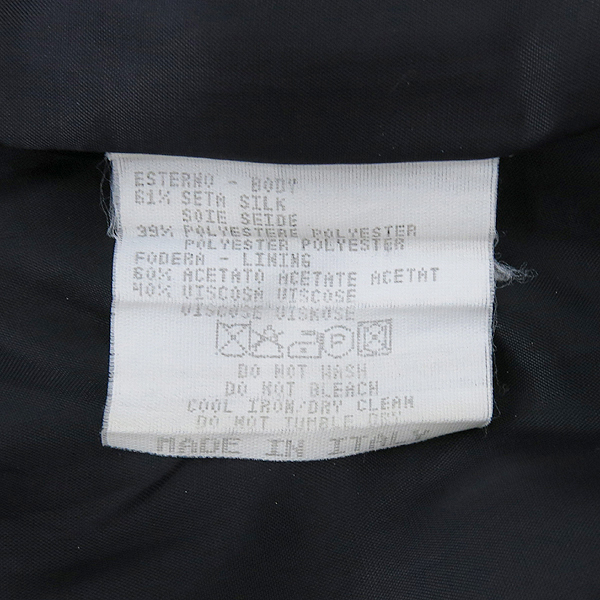 ESTERNO - BODY
61% SETA SILK
SOIE SEIDE
39% POLYESTERE POLYESTER
POLYESTER POLYESTER
FODERA - LINING
60% ACETATO ACETATE ACETAT
40% VISCOSA VISCOSE
VISCOSE VISKOSE
P
DO NOT WASH
DO NOT BLEACH
COOL IRON/DRY CLEAN
DO NOT TUMBLE DRY
MADE IN ITALY